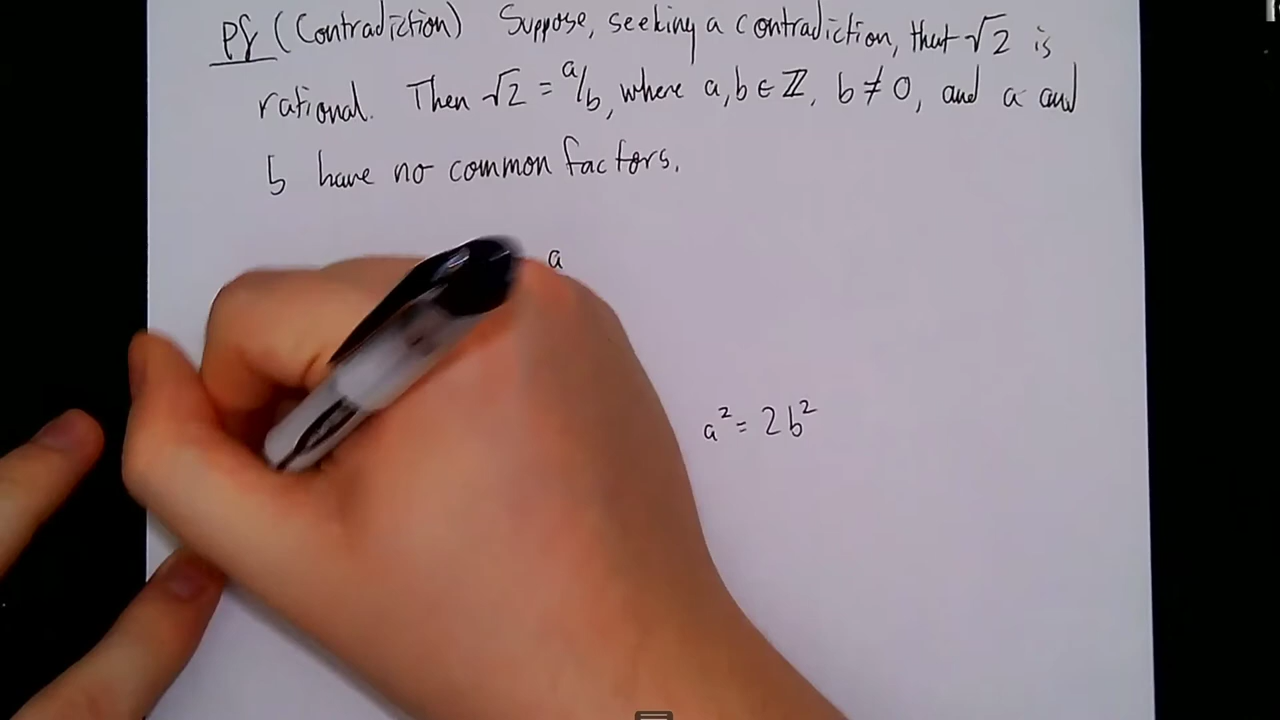 Pf (Contradiction) Suppose, seeking a contradiction, that √2 is
rational. Then √2 = a/b, where a, b ∈ ℤ, b ≠ 0, and a and
b have no common factors.
a
a² = 2b²